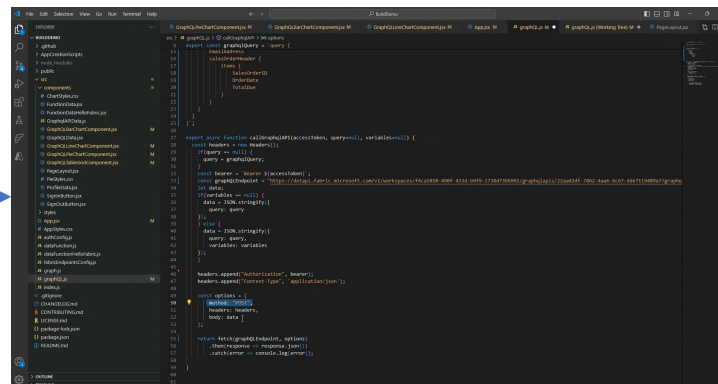 File Edit Selection View Go Run Terminal Help
BuildDemo
EXPLORER
BUILDDEMO
.github
AppCreationScripts
node_modules
public
src
components
ChartStyles.css
FunctionData.jsx
FunctionDataHelloFabric.jsx
GraphqlAPIData.js
GraphQLBarChartComponent.jsx M
GraphQLData.jsx
GraphQLLineChartComponent.jsx M
GraphQLPieChartComponent.jsx M
GraphQLTableGridComponent.jsx M
PageLayout.jsx
PieStyles.css
ProfileData.jsx
SignInButton.jsx
SignOutButton.jsx
styles
App.jsx M
AppStyles.css
authConfig.js
dataFunction.js
dataFunctionHelloFabric.js
fabricEndpointsConfig.js
graph.js
graphQL.js M
index.js
.gitignore
CHANGELOG.md
CONTRIBUTING.md
LICENSE.md
package-lock.json
package.json
README.md
OUTLINE
GraphQLPieChartComponent.jsx M
GraphQLBarChartComponent.jsx M
GraphQLLineChartComponent.jsx M
App.jsx M
graphQL.js M
graphQL.js (Working Tree) M
PageLayout.jsx
src > graphQL.js > callGraphqlAPI > options
export const graphqlQuery = `query {
EmailAddress
salesOrderHeader {
items {
SalesOrderID
OrderDate
TotalDue
}
}
}
}
`;
export async function callGraphqlAPI(accessToken, query=null, variables=null) {
const headers = new Headers();
if(query == null) {
query = graphqlQuery;
}
const bearer = `Bearer ${accessToken}`;
let data;
if(variables == null) {
data = JSON.stringify({
query: query
});
} else {
data = JSON.stringify({
query: query,
variables: variables
});
}
headers.append("Authorization", bearer);
headers.append("Content-Type", 'application/json');
const options = {
method: "POST",
headers: headers,
body: data
};
return fetch(graphQLEndpoint, options)
.then(response => response.json())
.catch(error => console.log(error));
}